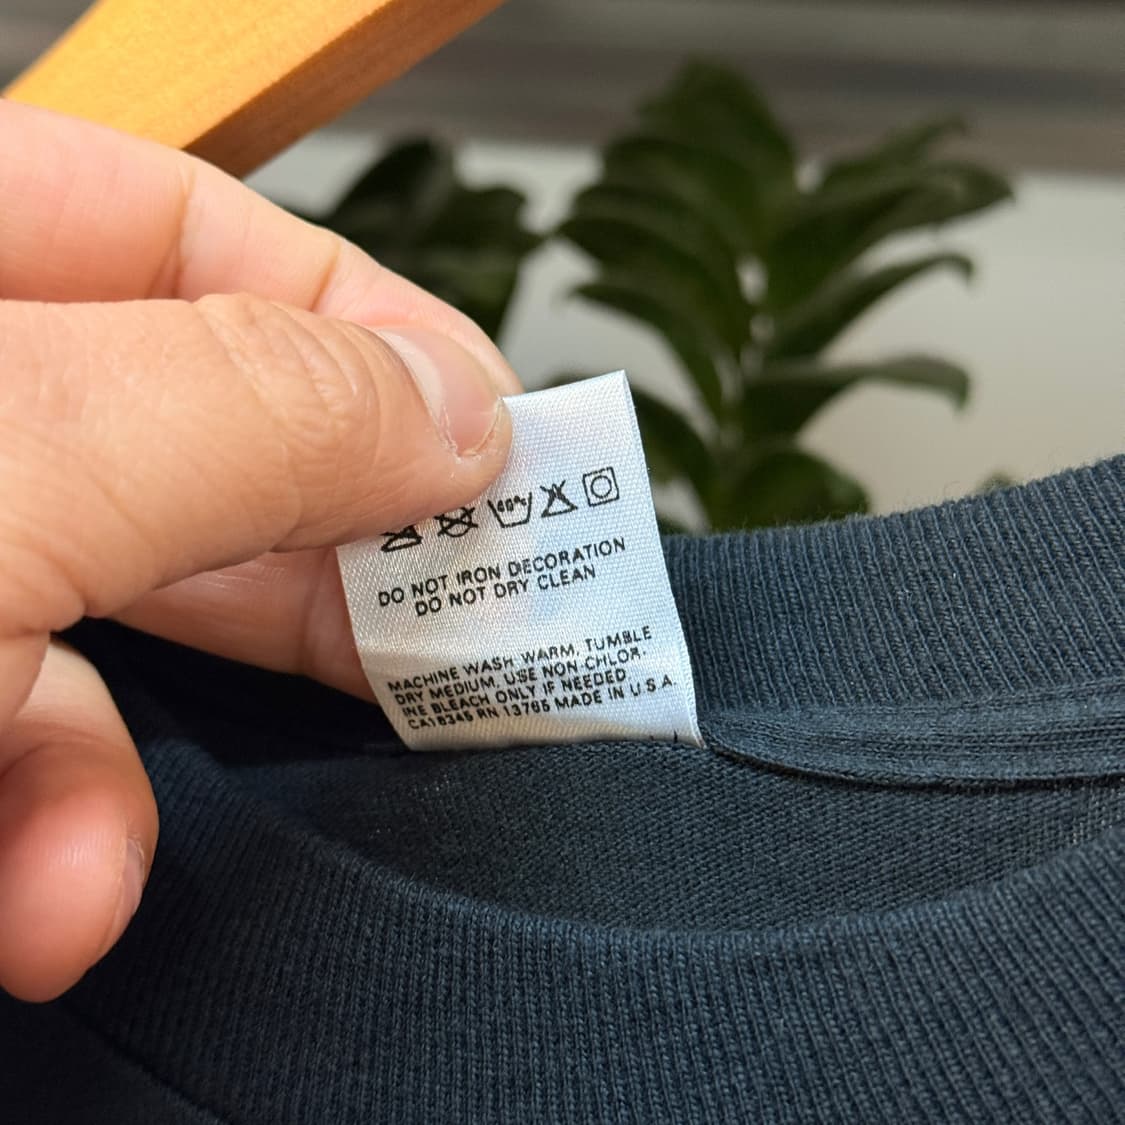 40°C
DO NOT IRON DECORATION
DO NOT DRY CLEAN
MACHINE WASH WARM, TUMBLE
DRY MEDIUM. USE NON CHLOR.
INE BLEACH ONLY IF NEEDED.
CA18345 RN 13765 MADE IN U.S.A.